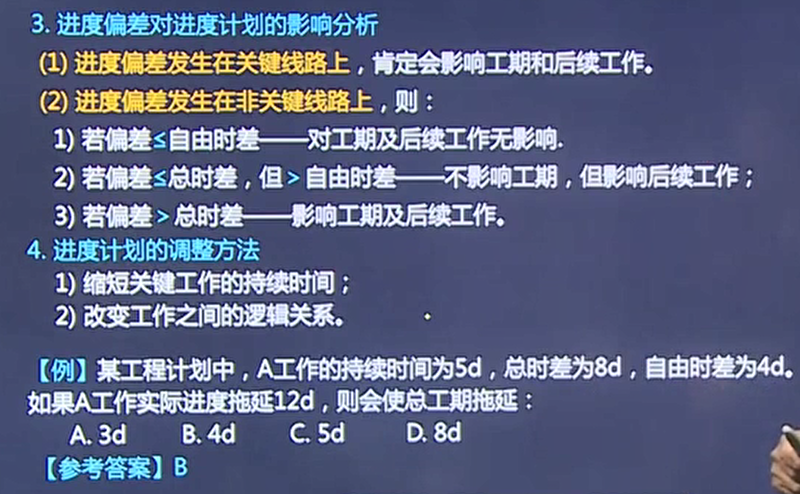 3. 进度偏差对进度计划的影响分析
(1) 进度偏差发生在关键线路上，肯定会影响工期和后续工作。
(2) 进度偏差发生在非关键线路上，则：
1) 若偏差≤自由时差——对工期及后续工作无影响.
2) 若偏差≤总时差，但>自由时差——不影响工期，但影响后续工作；
3) 若偏差>总时差——影响工期及后续工作。
4. 进度计划的调整方法
1) 缩短关键工作的持续时间；
2) 改变工作之间的逻辑关系。
【例】某工程计划中，A工作的持续时间为5d，总时差为8d，自由时差为4d。
如果A工作实际进度拖延12d，则会使总工期拖延：
A. 3d B. 4d C. 5d D. 8d
【参考答案】B